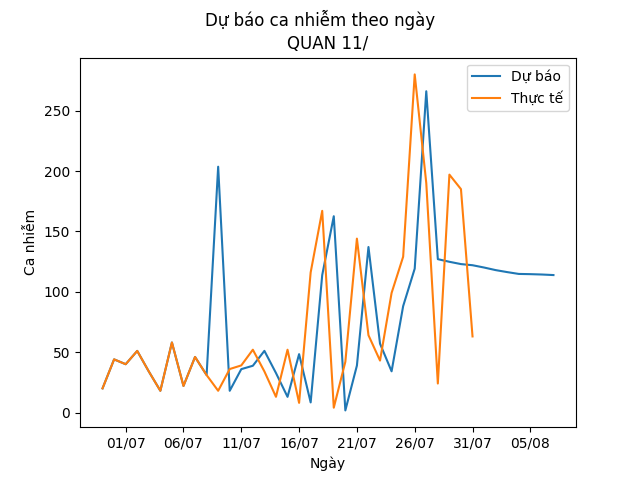 Dự báo ca nhiễm theo ngày
QUAN 11/
Dự báo
Thực tế
Ca nhiễm
250
200
150
100
50
0
01/07 06/07 11/07 16/07 21/07 26/07 31/07 05/08
Ngày